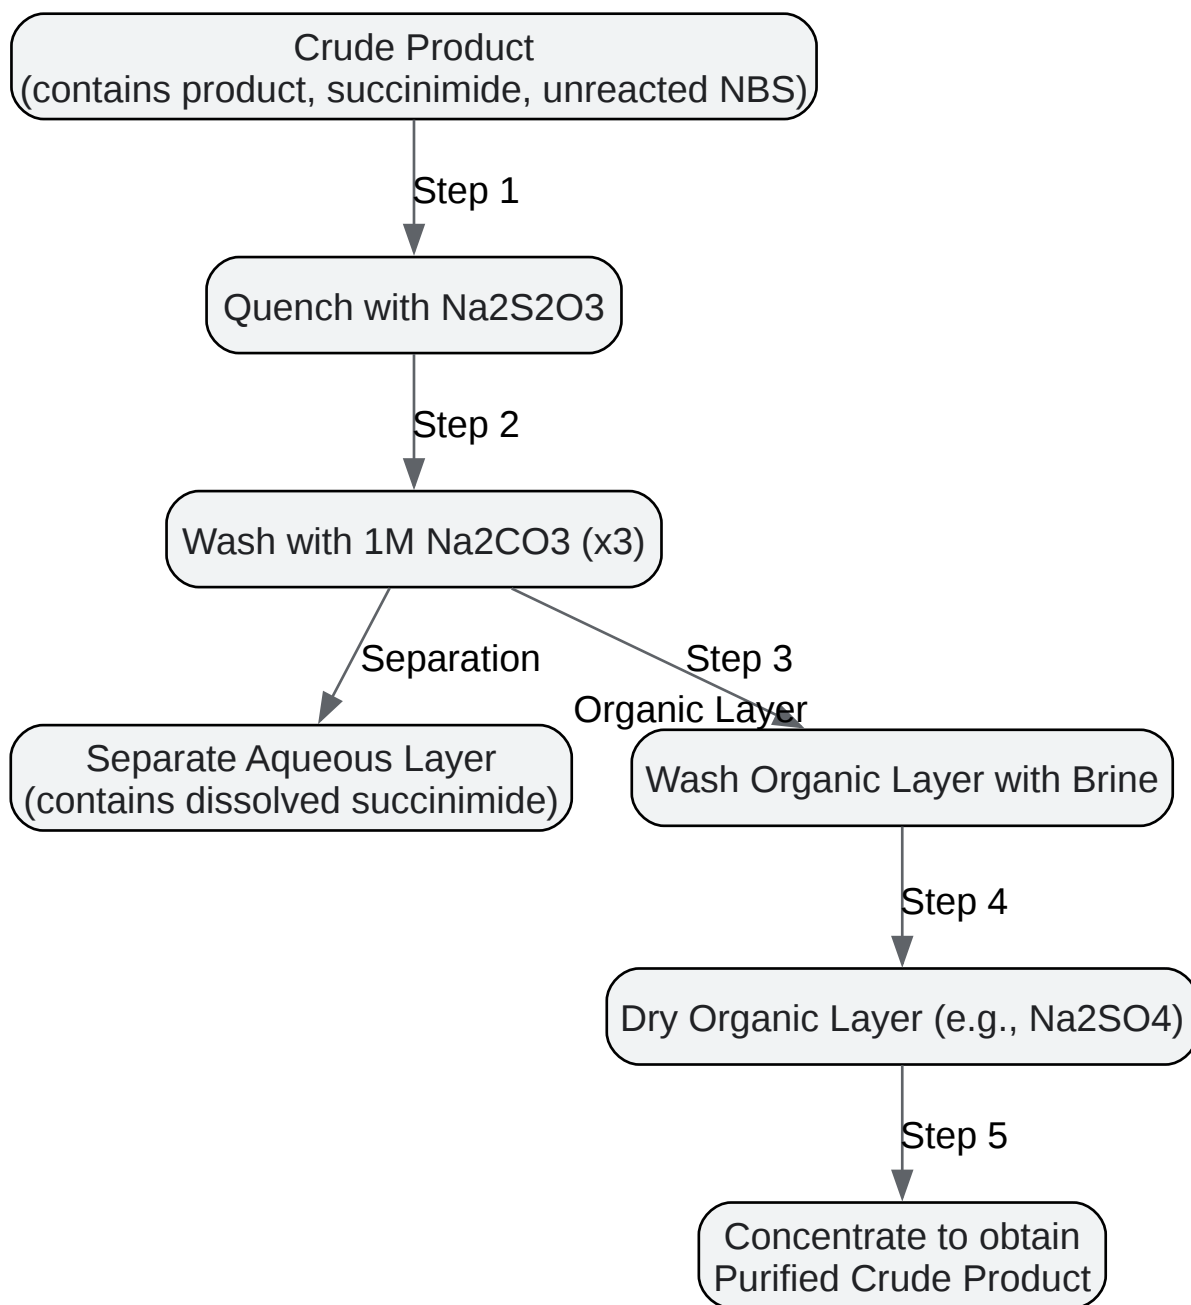 Crude Product
(contains product, succinimide, unreacted NBS)
Step 1
Quench with Na2S2O3
Step 2
Wash with 1M Na2CO3 (x3)
Separation
Step 3
Organic Layer
Separate Aqueous Layer
(contains dissolved succinimide)
Wash Organic Layer with Brine
Step 4
Dry Organic Layer (e.g., Na2SO4)
Step 5
Concentrate to obtain
Purified Crude Product